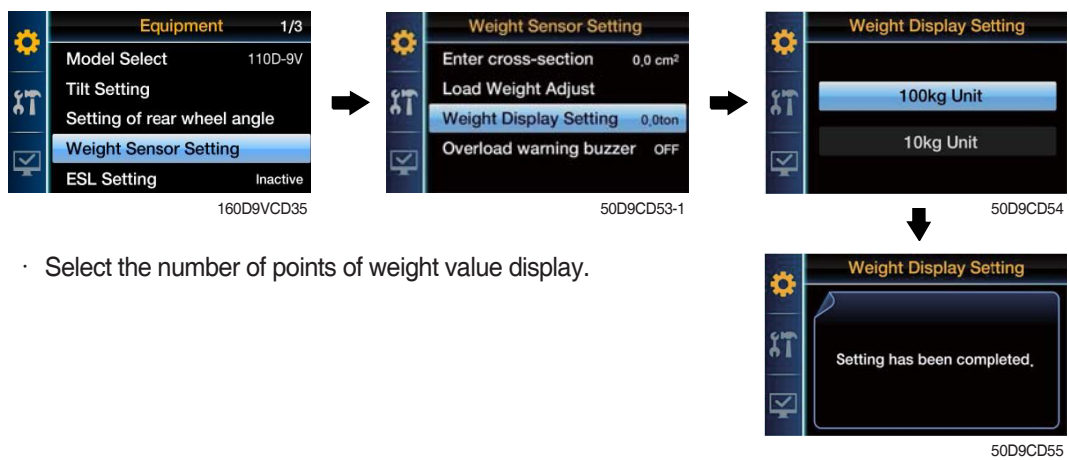 Equipment 1/3
Model Select 110D-9V
Tilt Setting
Setting of rear wheel angle
Weight Sensor Setting
ESL Setting Inactive
160D9VCD35
Weight Sensor Setting
Enter cross-section 0.0 cm²
Load Weight Adjust
Weight Display Setting 0.0ton
Overload warning buzzer OFF
50D9CD53-1
Weight Display Setting
100kg Unit
10kg Unit
50D9CD54
· Select the number of points of weight value display.
Weight Display Setting
Setting has been completed.
50D9CD55